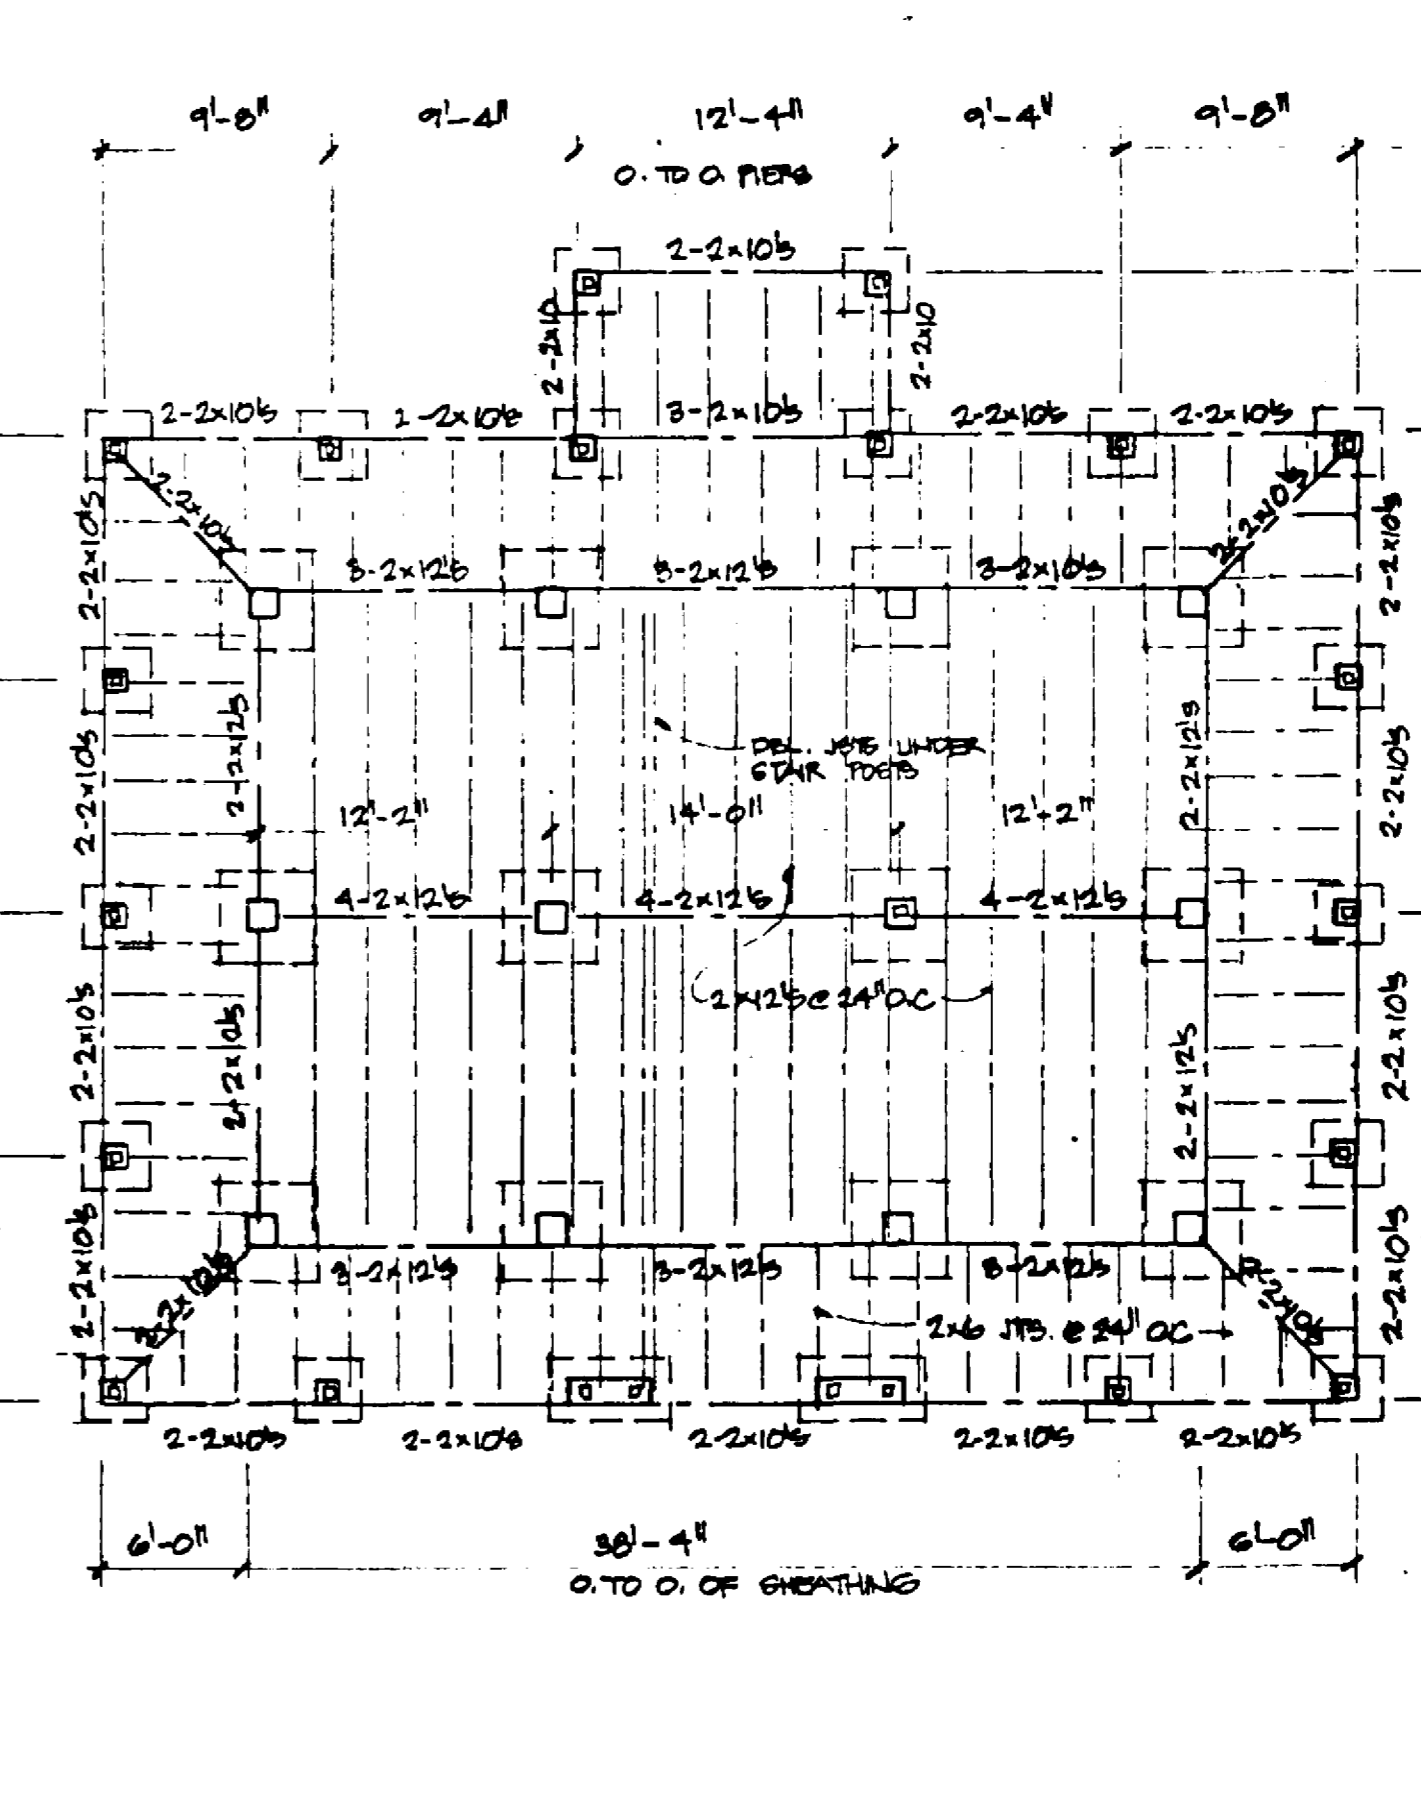 9'-8" 9'-4" 12'-4" 9'-4" 9'-8"
O. TO O. PIERS
2-2x10's
2-2x10 2-2x10
2-2x10's 2-2x10's 3-2x10's 2-2x10's 2-2x10's
2-2x10's 2-2x10's 2-2x10's 2-2x10's
3-2x12's 3-2x12's 3-2x10's
2-2x12's 2-2x12's
DBL. JSTS UNDER
STAIR POSTS
2-2x10's 2-2x10's
12'-2" 14'-0" 12'-2"
4-2x12's 4-2x12's 4-2x12's
2x12's @ 24" O.C
2-2x10's 2-2x10's 2-2x12's 2-2x10's
3-2x12's 3-2x12's 3-2x12's
2-2x10's 2-2x10's 2-2x10's
2x6 JTS. @ 24" OC
2-2x10's 2-2x10's 2-2x10's 2-2x10's 2-2x10's
6'-0" 38'-4" 6'-0"
O. TO O. OF SHEATHING